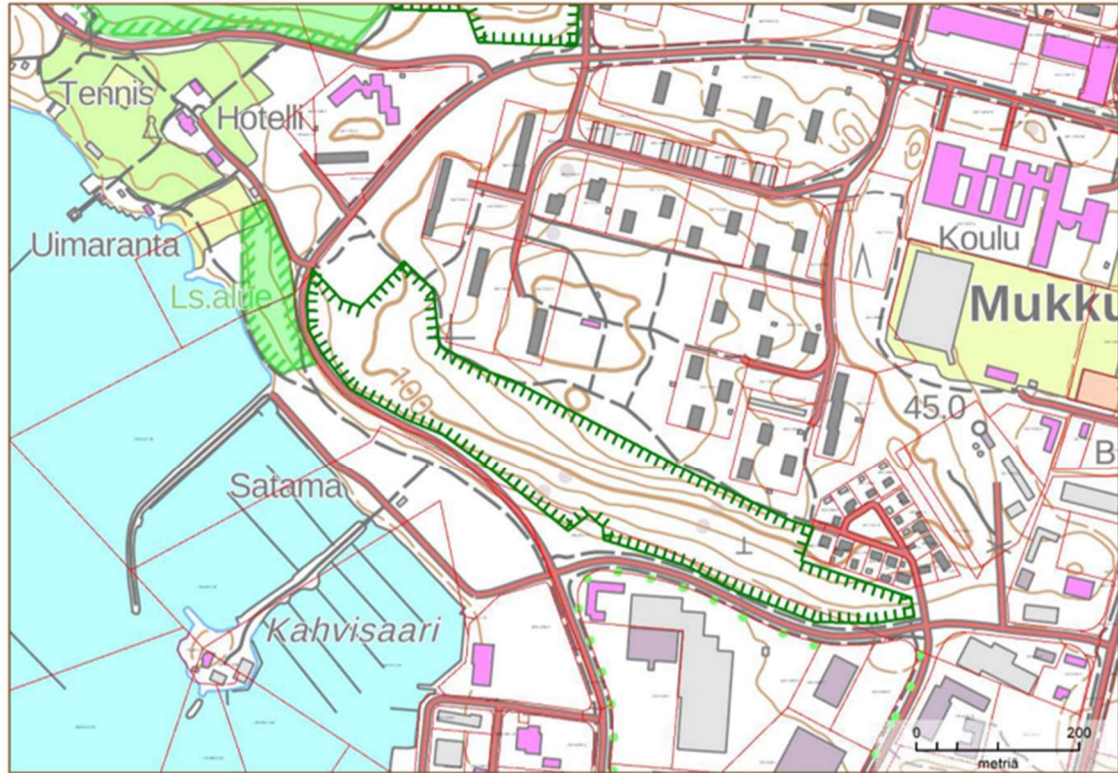 Tennis
Hotelli
Uimaranta
Koulu
Ls.alue
Mukku
100
45.0
B
Satama
Kahvisaari
0
200
metriä